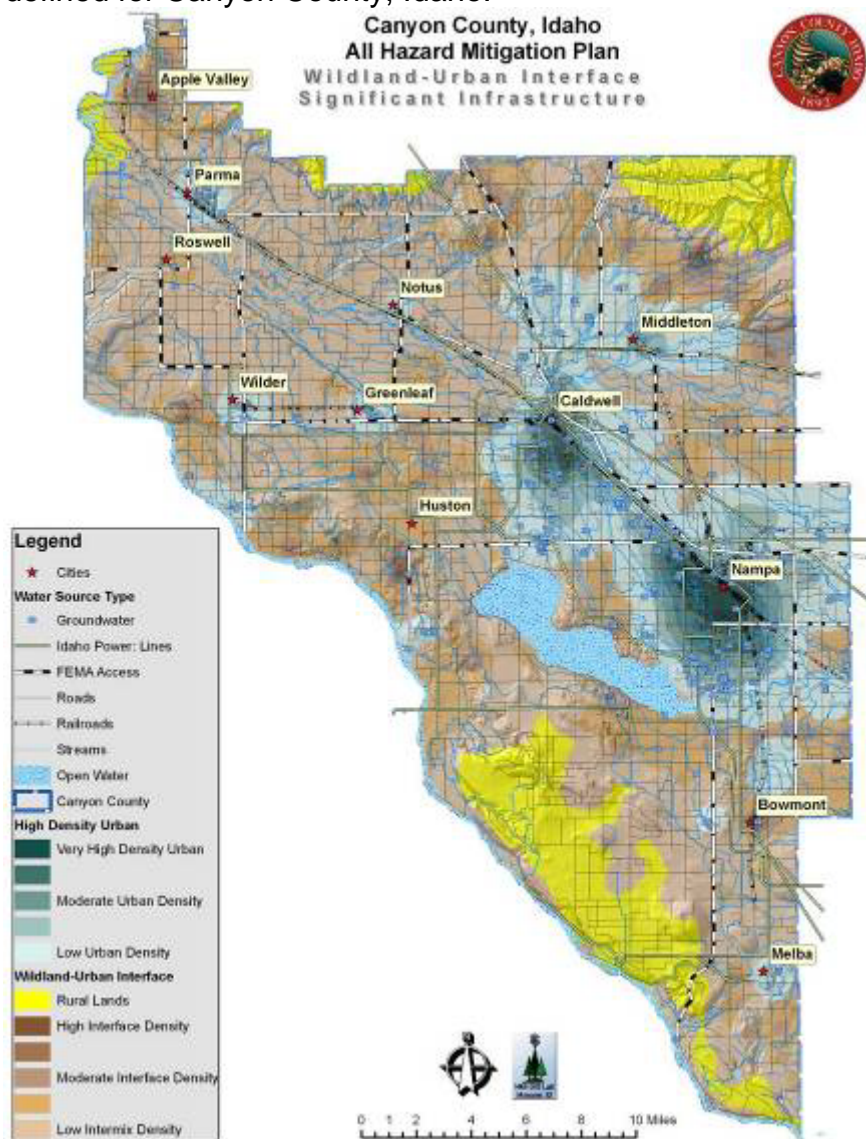 defined for Canyon County, Idaho.
Canyon County, Idaho
All Hazard Mitigation Plan
Wildland-Urban Interface
Significant Infrastructure
CANYON COUNTY IDAHO
1892
Apple Valley
Parma
Roswell
Notus
Middleton
Wilder
Greenleaf
Caldwell
Huston
Nampa
Bowmont
Melba
Legend
Cities
Water Source Type
Groundwater
Idaho Power: Lines
FEMA Access
Roads
Railroads
Streams
Open Water
Canyon County
High Density Urban
Very High Density Urban
Moderate Urban Density
Low Urban Density
Wildland-Urban Interface
Rural Lands
High Interface Density
Moderate Interface Density
Low Intermix Density
0 1 2 4 6 8 10 Miles